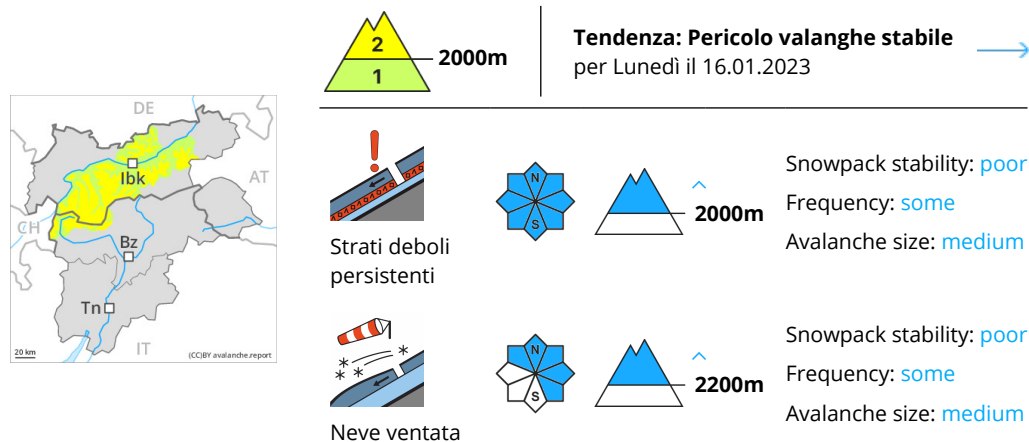 2
1
2000m
Tendenza: Pericolo valanghe stabile
per Lunedì il 16.01.2023
DE
AT
CH
IT
Ibk
Bz
Tn
20 km
(CC)BY avalanche.report
N
S
2000m
Strati deboli
persistenti
Snowpack stability: poor
Frequency: some
Avalanche size: medium
N
S
2200m
Neve ventata
Snowpack stability: poor
Frequency: some
Avalanche size: medium